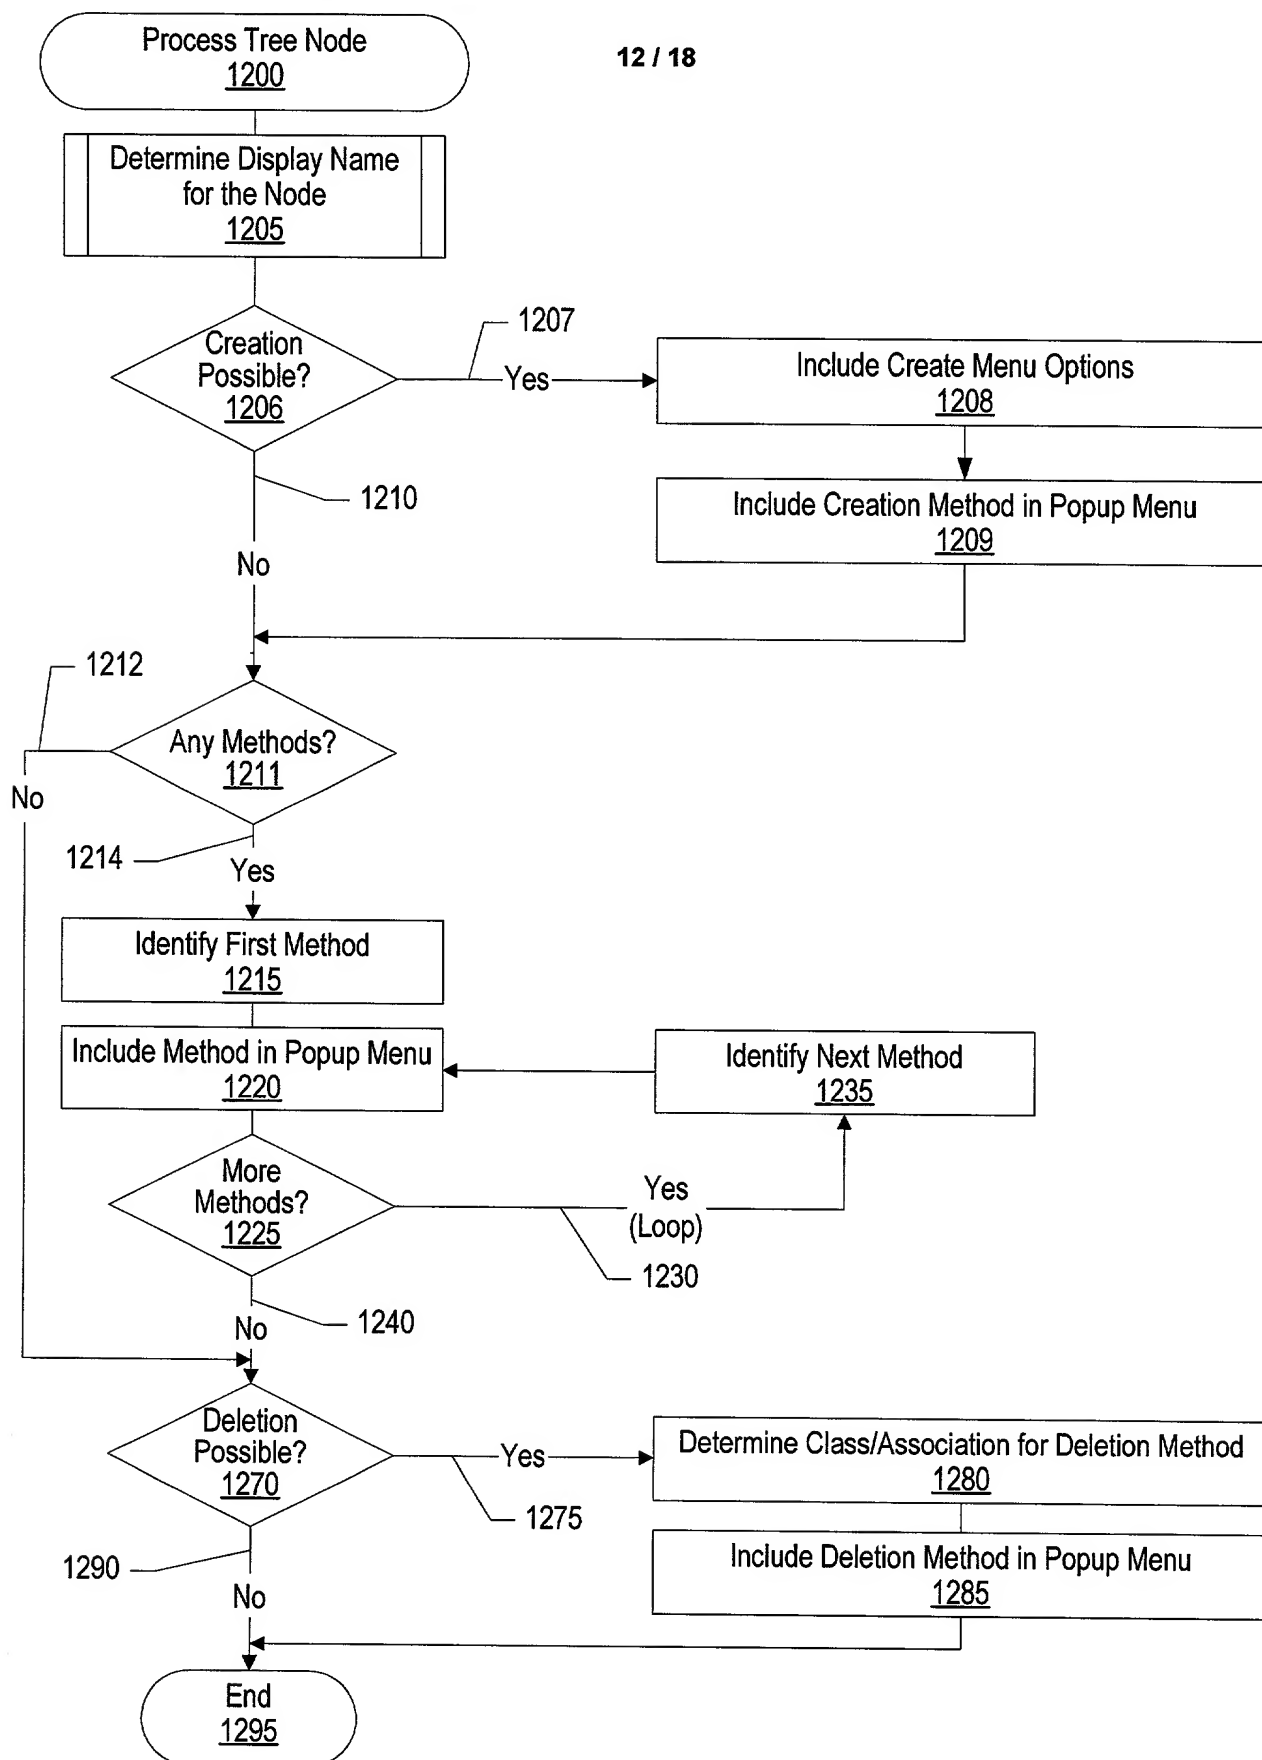 Process Tree Node
1200
12 / 18
Determine Display Name
for the Node
1205
Creation
Possible?
1206
1207
Yes
Include Create Menu Options
1208
1210
Include Creation Method in Popup Menu
1209
No
1212
Any Methods?
1211
No
1214
Yes
Identify First Method
1215
Include Method in Popup Menu
1220
Identify Next Method
1235
More
Methods?
1225
Yes
(Loop)
1230
1240
No
Deletion
Possible?
1270
Yes
1275
Determine Class/Association for Deletion Method
1280
Include Deletion Method in Popup Menu
1285
1290
No
End
1295